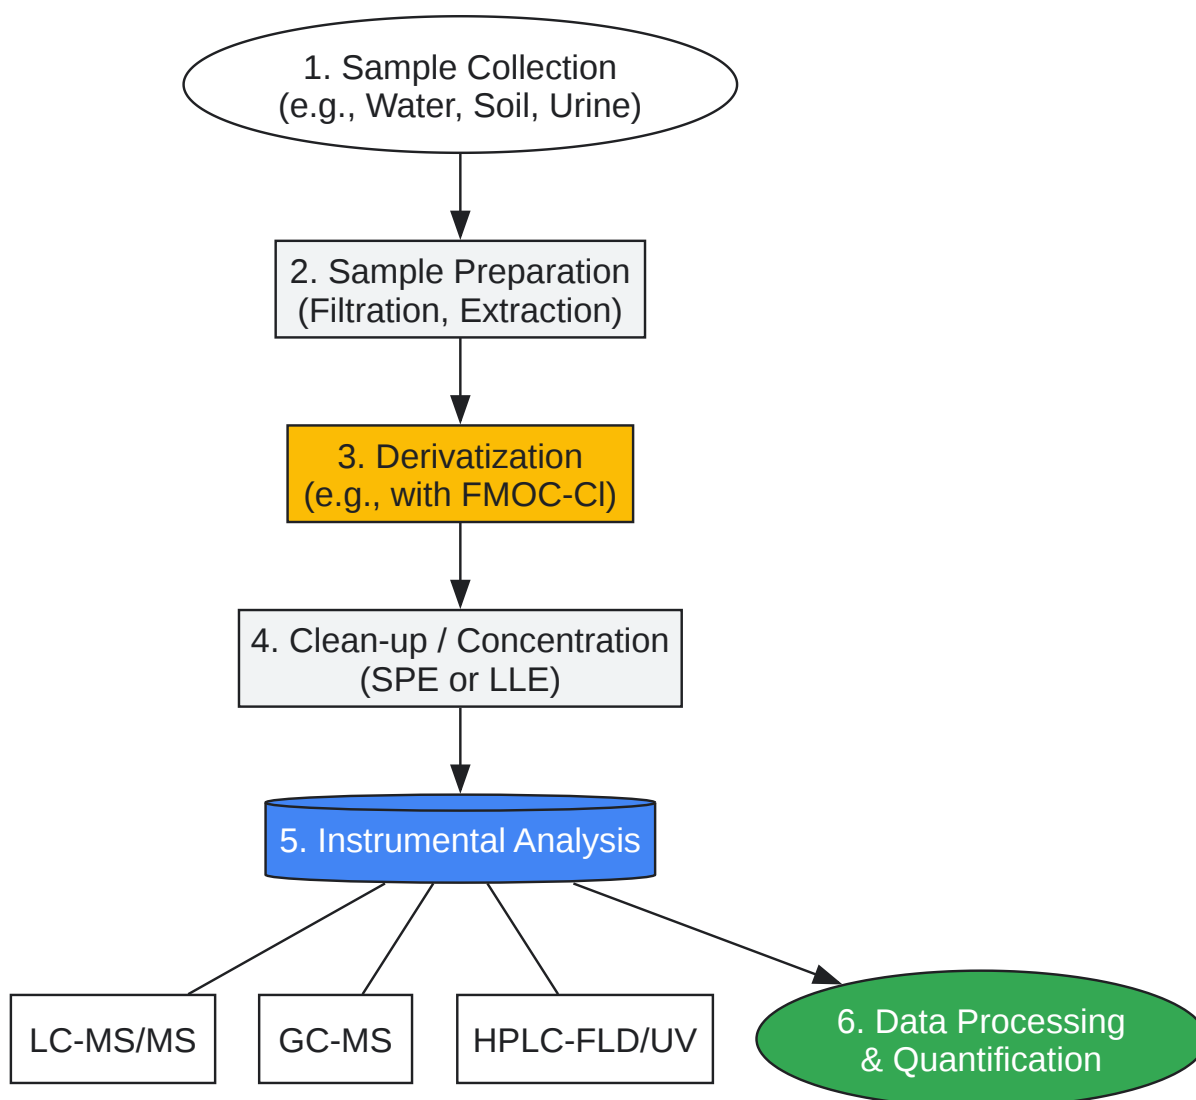 1. Sample Collection
(e.g., Water, Soil, Urine)
2. Sample Preparation
(Filtration, Extraction)
3. Derivatization
(e.g., with FMOC-Cl)
4. Clean-up / Concentration
(SPE or LLE)
5. Instrumental Analysis
LC-MS/MS
GC-MS
HPLC-FLD/UV
6. Data Processing
& Quantification